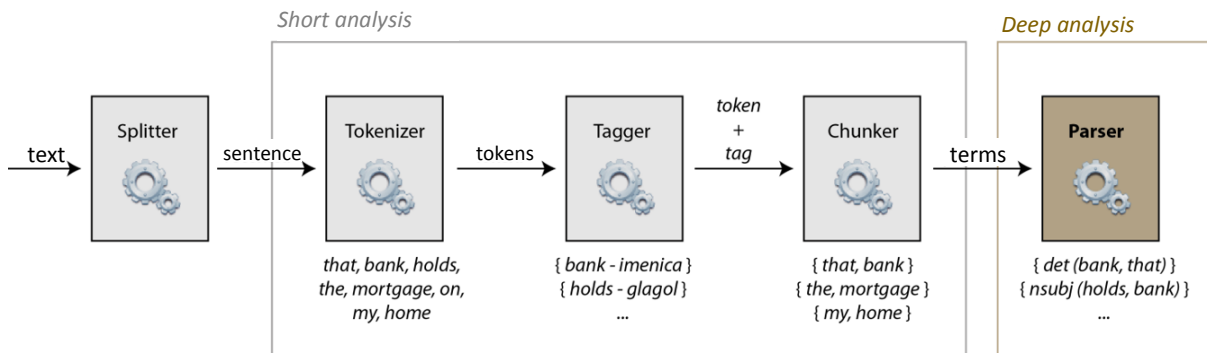 Short analysis
Deep analysis
text
Splitter
sentence
Tokenizer
that, bank, holds,
the, mortgage, on,
my, home
tokens
Tagger
{ bank - imenica }
{ holds - glagol }
...
token
+
tag
Chunker
{ that, bank }
{ the, mortgage }
{ my, home }
terms
Parser
{ det (bank, that) }
{ nsubj (holds, bank) }
...